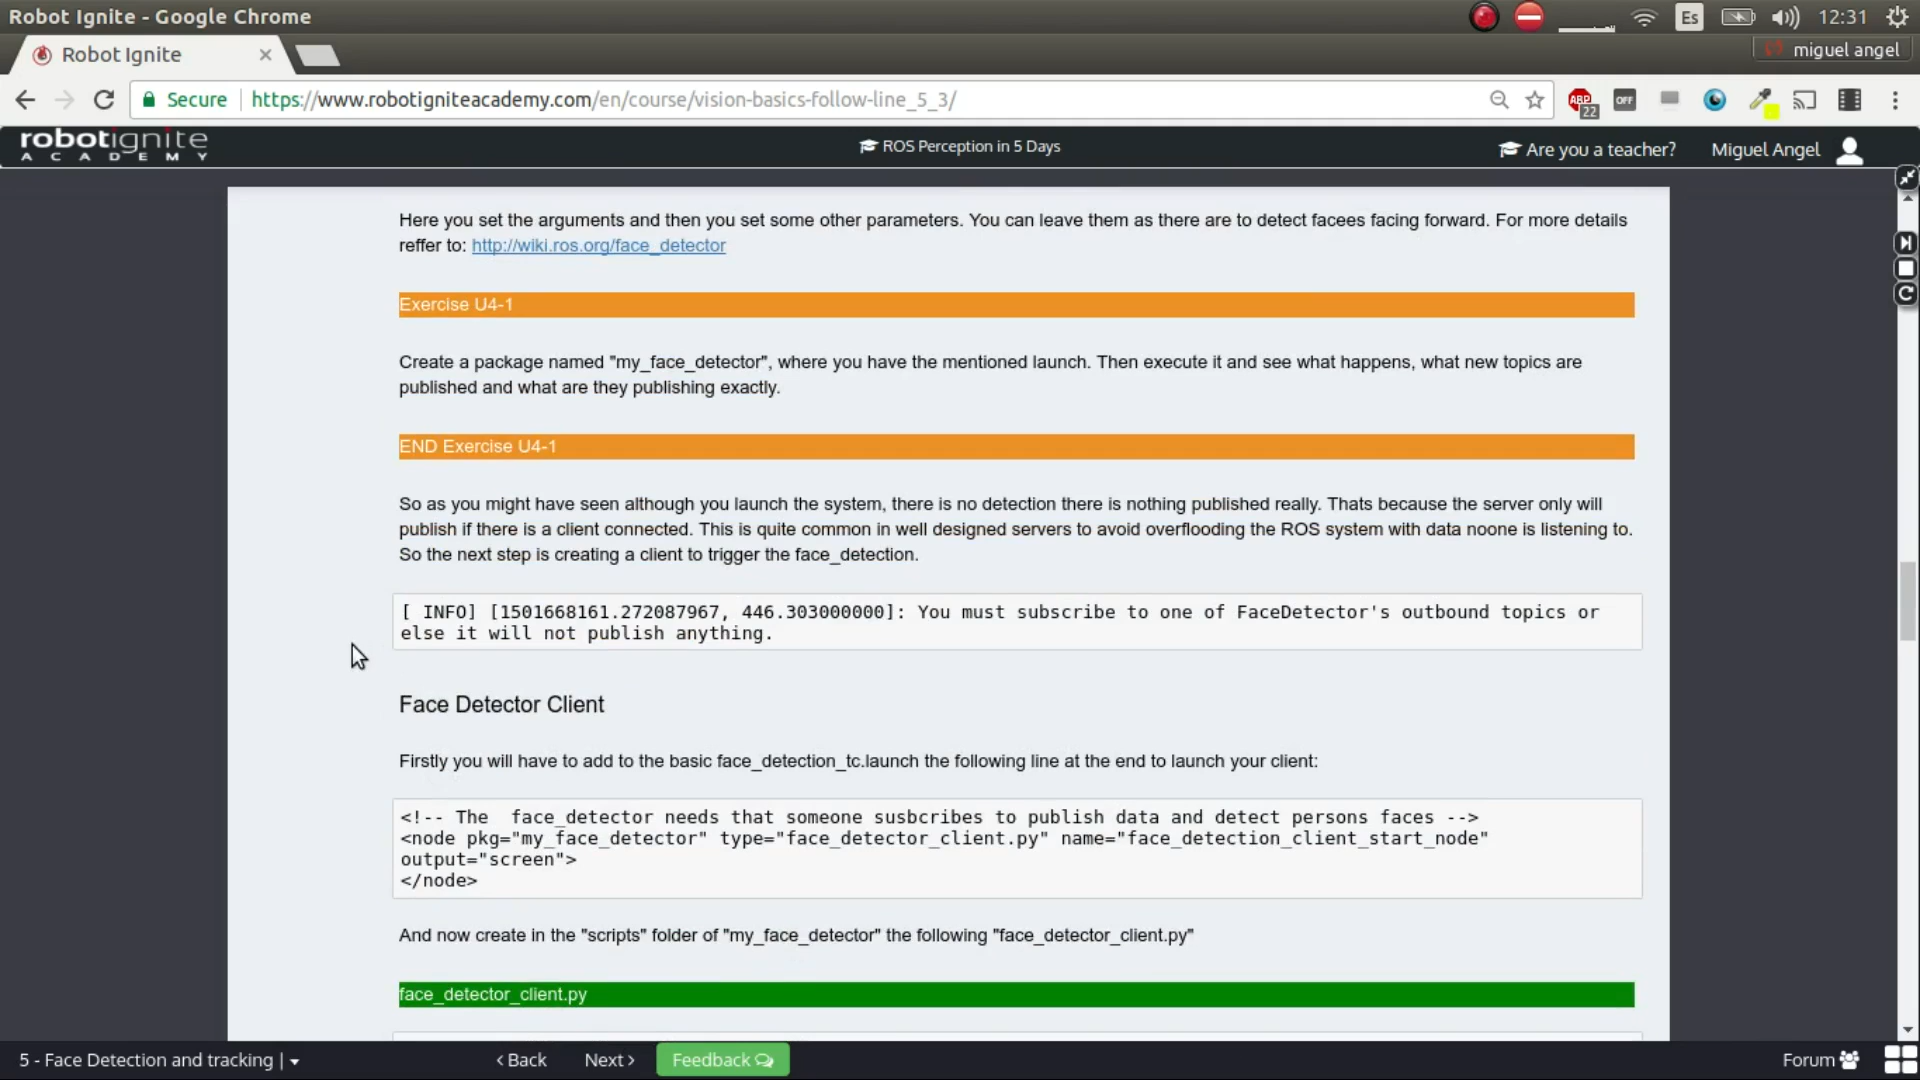 Robot Ignite - Google Chrome
Es
12:31
Robot Ignite
miguel angel
Secure
https://www.robotigniteacademy.com/en/course/vision-basics-follow-line_5_3/
ABP
22
OFF
robotignite
ACADEMY
ROS Perception in 5 Days
Are you a teacher?
Miguel Angel
Here you set the arguments and then you set some other parameters. You can leave them as there are to detect facees facing forward. For more details
reffer to: http://wiki.ros.org/face_detector
Exercise U4-1
Create a package named "my_face_detector", where you have the mentioned launch. Then execute it and see what happens, what new topics are
published and what are they publishing exactly.
END Exercise U4-1
So as you might have seen although you launch the system, there is no detection there is nothing published really. Thats because the server only will
publish if there is a client connected. This is quite common in well designed servers to avoid overflooding the ROS system with data noone is listening to.
So the next step is creating a client to trigger the face_detection.
[ INFO] [1501668161.272087967, 446.303000000]: You must subscribe to one of FaceDetector's outbound topics or
else it will not publish anything.
Face Detector Client
Firstly you will have to add to the basic face_detection_tc.launch the following line at the end to launch your client:
<!-- The  face_detector needs that someone susbcribes to publish data and detect persons faces -->
<node pkg="my_face_detector" type="face_detector_client.py" name="face_detection_client_start_node"
output="screen">
</node>
And now create in the "scripts" folder of "my_face_detector" the following "face_detector_client.py"
face_detector_client.py
5 - Face Detection and tracking |
< Back
Next >
Feedback
Forum